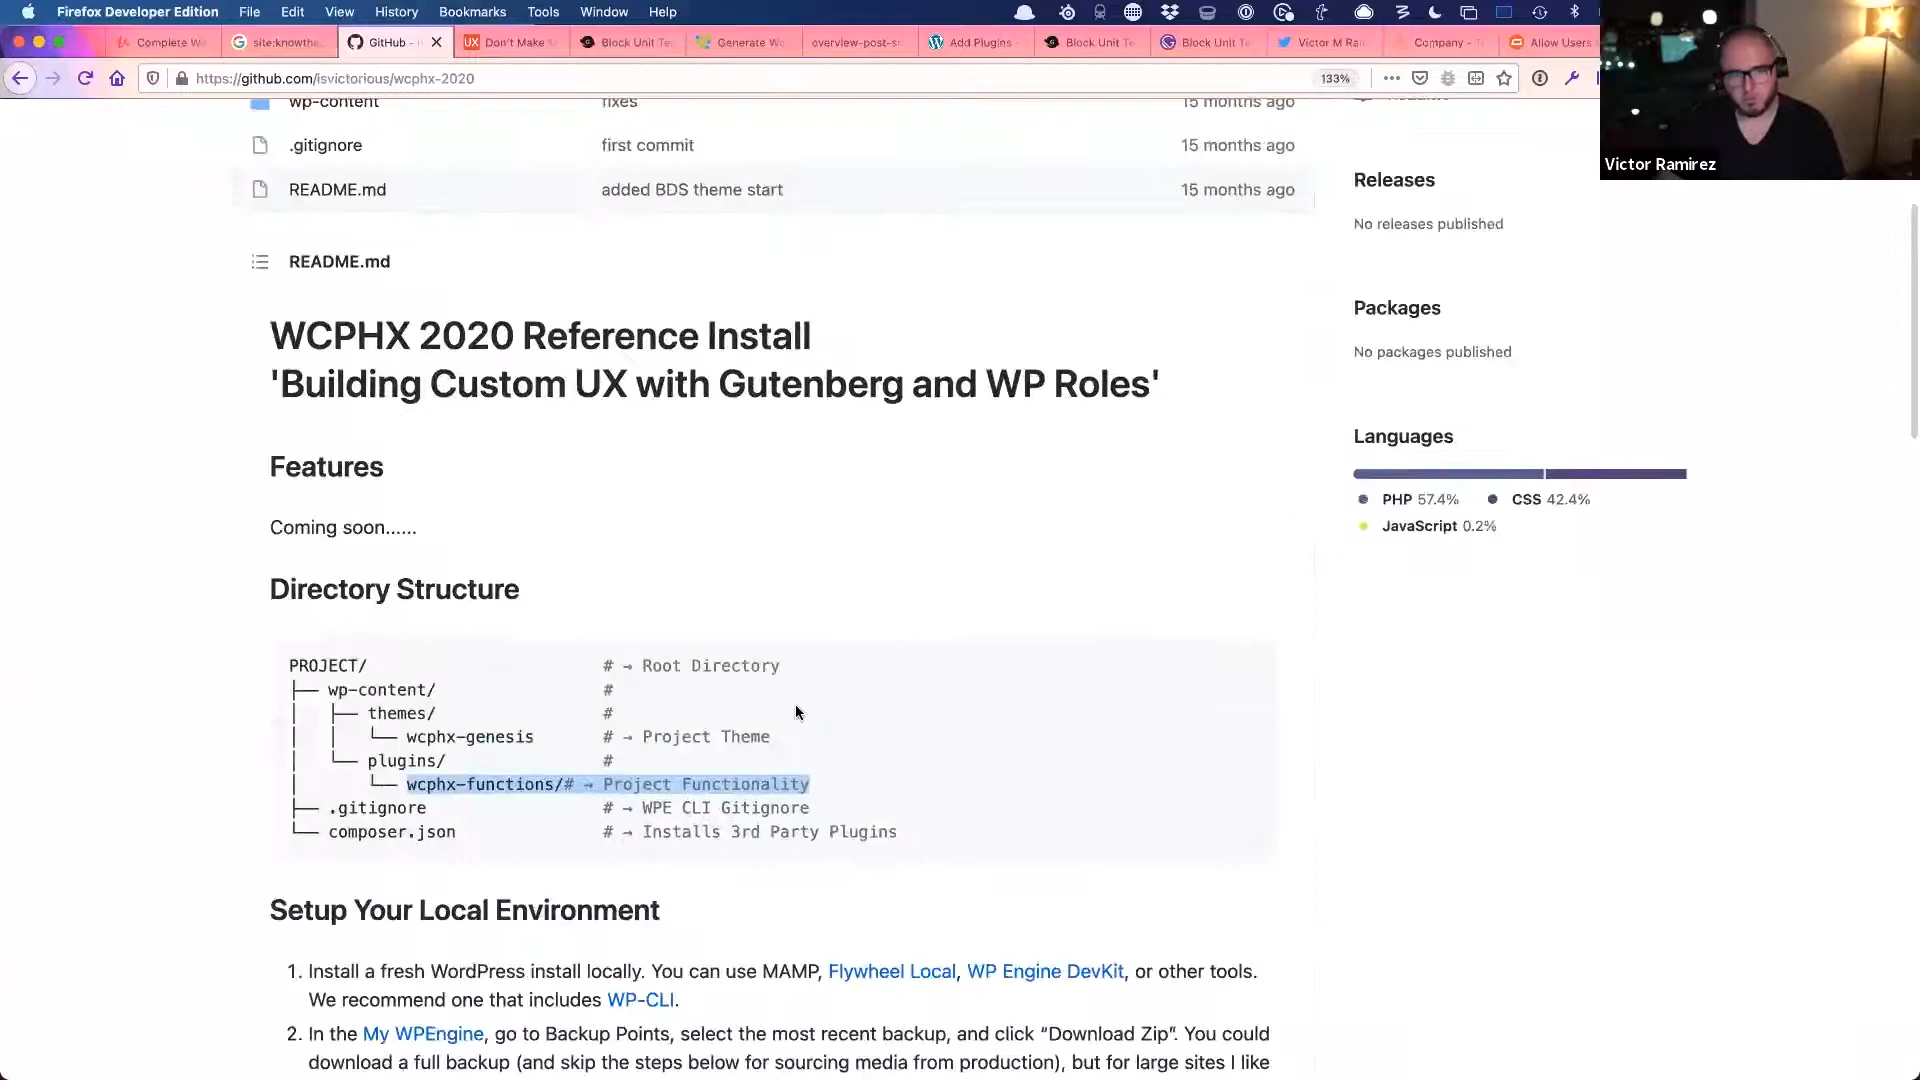 Firefox Developer Edition File Edit View History Bookmarks Tools Window Help
Complete Wo
site:knowthe
GitHub - i
Don't Make
Block Unit Te
Generate Wo
overview-post-s
Add Plugins
Block Unit Te
Block Unit Te
Victor M Ran
Company -
Allow Users
https://github.com/isvictorious/wcphx-2020
133%
wp-content fixes 15 months ago
.gitignore first commit 15 months ago
README.md added BDS theme start 15 months ago
README.md
WCPHX 2020 Reference Install
'Building Custom UX with Gutenberg and WP Roles'
Features
Coming soon......
Directory Structure
PROJECT/ # → Root Directory
├── wp-content/ #
│ ├── themes/ #
│ │ └── wcphx-genesis # → Project Theme
│ └── plugins/ #
│ └── wcphx-functions/# → Project Functionality
├── .gitignore # → WPE CLI Gitignore
└── composer.json # → Installs 3rd Party Plugins
Setup Your Local Environment
1. Install a fresh WordPress install locally. You can use MAMP, Flywheel Local, WP Engine DevKit, or other tools.
We recommend one that includes WP-CLI.
2. In the My WPEngine, go to Backup Points, select the most recent backup, and click “Download Zip”. You could
download a full backup (and skip the steps below for sourcing media from production), but for large sites I like
Releases
No releases published
Packages
No packages published
Languages
PHP 57.4% CSS 42.4%
JavaScript 0.2%
Victor Ramirez